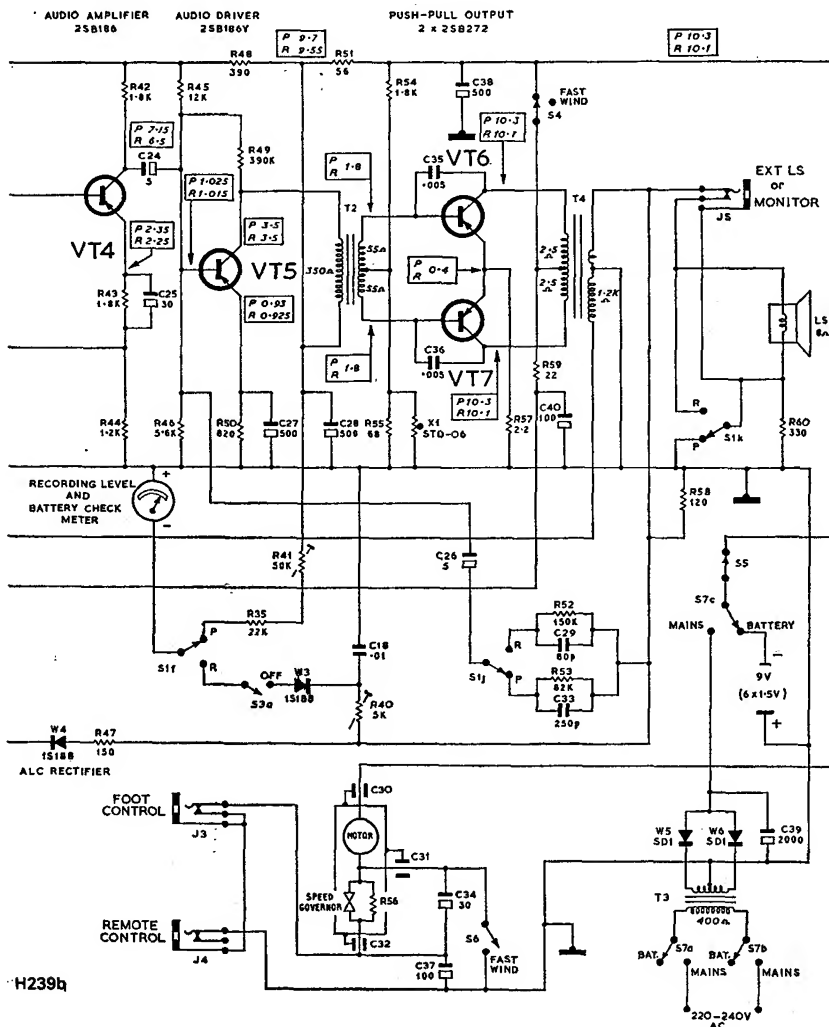 AUDIO AMPLIFIER
2SB186
AUDIO DRIVER
2SB186Y
PUSH-PULL OUTPUT
2 x 2SB272
P 9·7
R 9·55
P 10·3
R 10·1
R48
390
R51
56
R42
1·8K
R45
12K
R54
1·8K
C38
500
FAST
WIND
S4
P 7·15
R 6·5
C24
5
R49
390K
P 10·3
R 10·1
C35
·005
VT6
P 1·025
R 1·015
P
R 1·8
T2
T4
EXT LS
or
MONITOR
J5
VT4
P 2·35
R 2·25
P 3·5
R 3·5
VT5
350Ω
55Ω
55Ω
P
R 0·4
2·5
2·5
1·2K
R43
1·8K
C25
30
P 0·93
R 0·925
P
R 1·8
C36
·005
VT7
P 10·3
R 10·1
R59
22
LS
8Ω
R44
1·2K
R46
5·6K
R50
820
C27
500
C28
500
R55
68
X1
STD-06
R57
2·2
C40
100
R
P
S1k
R60
330
RECORDING LEVEL
AND
BATTERY CHECK
METER
+
−
R58
120
R41
50K
C26
5
S5
S7c
R35
22K
C18
·01
R52
150K
C29
60p
R53
82K
C33
250p
MAINS
BATTERY
S1f
P
R
S1j
R
P
OFF
S3a
W3
1S188
R40
5K
−
9V
(6x1·5V)
+
W4
1S188
R47
150
ALC RECTIFIER
FOOT
CONTROL
J3
C30
MOTOR
C31
W5
SD1
W6
SD1
C39
2000
SPEED
GOVERNOR
R56
C34
30
T3
400Ω
REMOTE
CONTROL
J4
C32
C37
100
S6
FAST
WIND
S7a
S7b
BAT.
BAT.
MAINS
MAINS
H239b
220-240V
AC